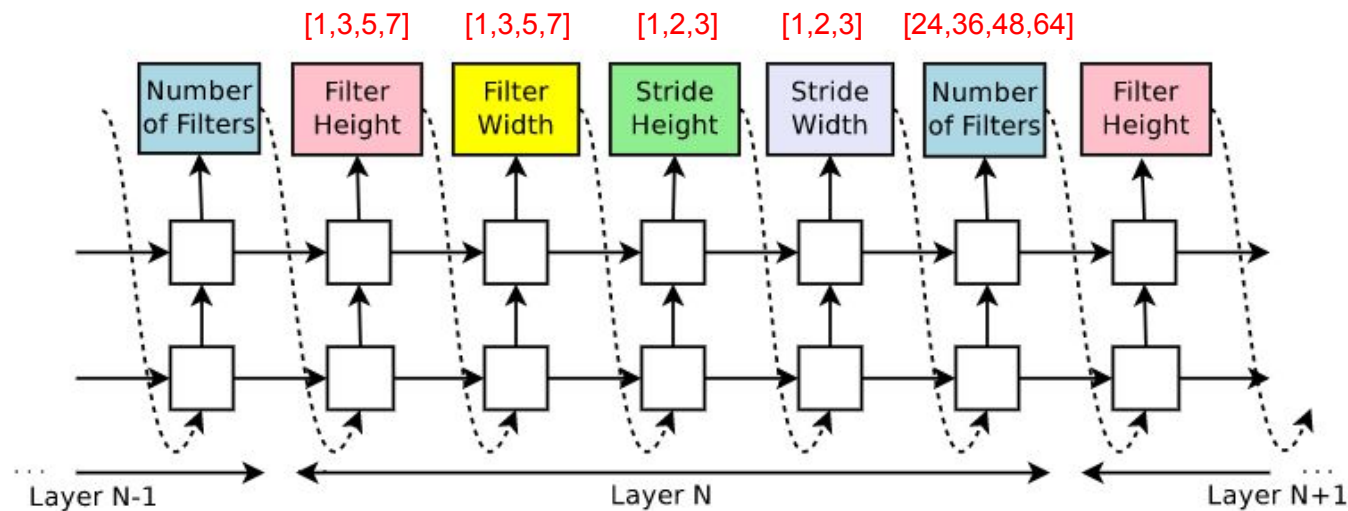 [1,3,5,7] [1,3,5,7] [1,2,3] [1,2,3] [24,36,48,64]
Number of Filters
Filter Height
Filter Width
Stride Height
Stride Width
Number of Filters
Filter Height
... Layer N-1
Layer N
Layer N+1 ...